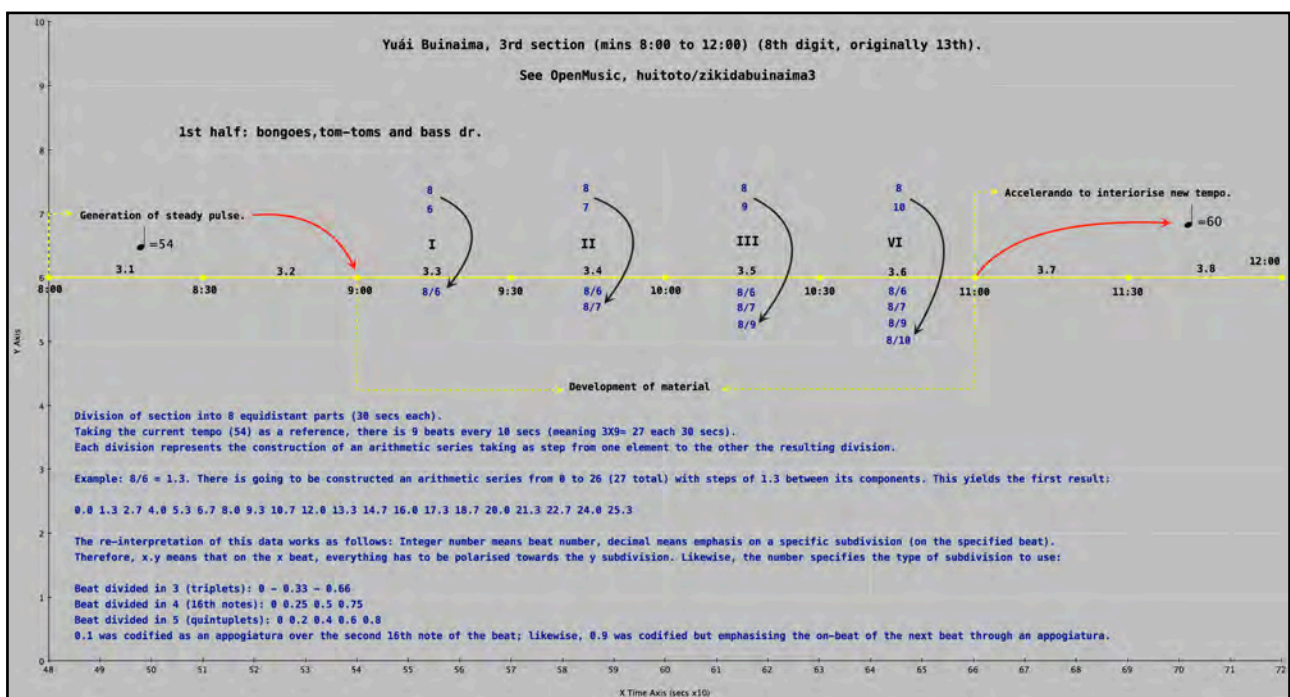 Yuái Buinaima, 3rd section (mins 8:00 to 12:00) (8th digit, originally 13th).
See OpenMusic, huitoto/zikidabuinaima3
1st half: bongoes,tom-toms and bass dr.
8 8 8 8
6 7 9 10
Accelerando to interiorise new tempo.
Generation of steady pulse.
=54
I II III VI
=60
3.1 3.2 3.3 3.4 3.5 3.6 3.7 3.8
12:00
8:00 8:30 9:00 9:30 10:00 10:30 11:00 11:30
8/6 8/6 8/6 8/6
8/7 8/7 8/7
8/9 8/9
8/10
Development of material
Division of section into 8 equidistant parts (30 secs each).
Taking the current tempo (54) as a reference, there is 9 beats every 10 secs (meaning 3X9= 27 each 30 secs).
Each division represents the construction of an arithmetic series taking as step from one element to the other the resulting division.
Example: 8/6 = 1.3. There is going to be constructed an arithmetic series from 0 to 26 (27 total) with steps of 1.3 between its components. This yields the first result:
0.0 1.3 2.7 4.0 5.3 6.7 8.0 9.3 10.7 12.0 13.3 14.7 16.0 17.3 18.7 20.0 21.3 22.7 24.0 25.3
The re-interpretation of this data works as follows: Integer number means beat number, decimal means emphasis on a specific subdivision (on the specified beat).
Therefore, x.y means that on the x beat, everything has to be polarised towards the y subdivision. Likewise, the number specifies the type of subdivision to use:
Beat divided in 3 (triplets): 0 - 0.33 - 0.66
Beat divided in 4 (16th notes): 0 0.25 0.5 0.75
Beat divided in 5 (quintuplets): 0 0.2 0.4 0.6 0.8
0.1 was codified as an appogiatura over the second 16th note of the beat; likewise, 0.9 was codified but emphasising the on-beat of the next beat through an appogiatura.
Y Axis
10
9
8
7
6
5
4
3
2
1
0
48 49 50 51 52 53 54 55 56 57 58 59 60 61 62 63 64 65 66 67 68 69 70 71 72
X Time Axis (secs x10)